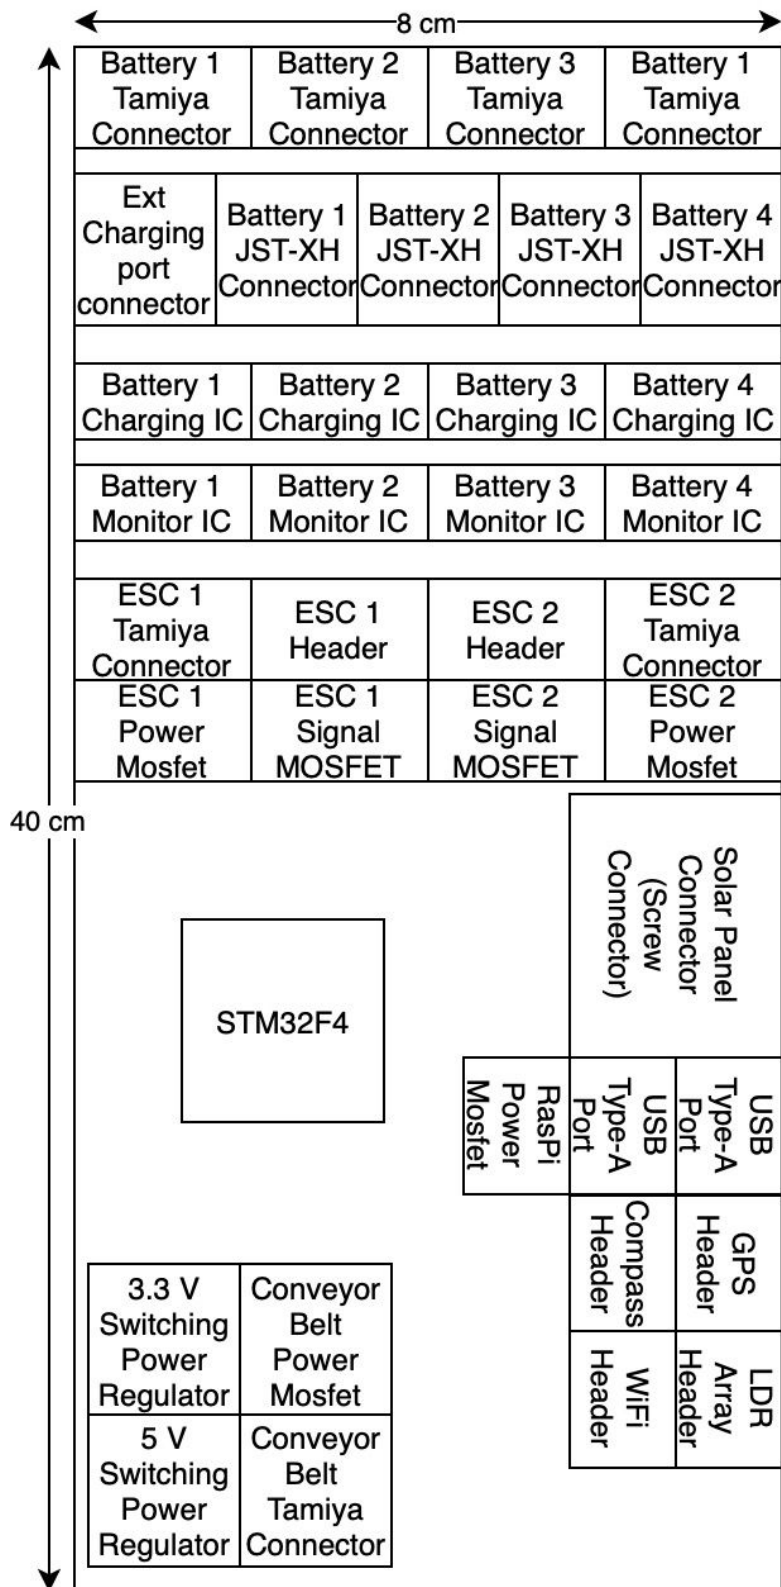 8 cm
Battery 1
Tamiya
Connector
Battery 2
Tamiya
Connector
Battery 3
Tamiya
Connector
Battery 1
Tamiya
Connector
Ext
Charging
port
connector
Battery 1
JST-XH
Connector
Battery 2
JST-XH
Connector
Battery 3
JST-XH
Connector
Battery 4
JST-XH
Connector
Battery 1
Charging IC
Battery 2
Charging IC
Battery 3
Charging IC
Battery 4
Charging IC
Battery 1
Monitor IC
Battery 2
Monitor IC
Battery 3
Monitor IC
Battery 4
Monitor IC
ESC 1
Tamiya
Connector
ESC 1
Header
ESC 2
Header
ESC 2
Tamiya
Connector
ESC 1
Power
Mosfet
ESC 1
Signal
MOSFET
ESC 2
Signal
MOSFET
ESC 2
Power
Mosfet
40 cm
Solar Panel
Connector
(Screw
Connector)
STM32F4
RasPi
Power
Mosfet
USB
Type-A
Port
USB
Type-A
Port
Compass
Header
GPS
Header
3.3 V
Switching
Power
Regulator
Conveyor
Belt
Power
Mosfet
WiFi
Header
LDR
Array
Header
5 V
Switching
Power
Regulator
Conveyor
Belt
Tamiya
Connector